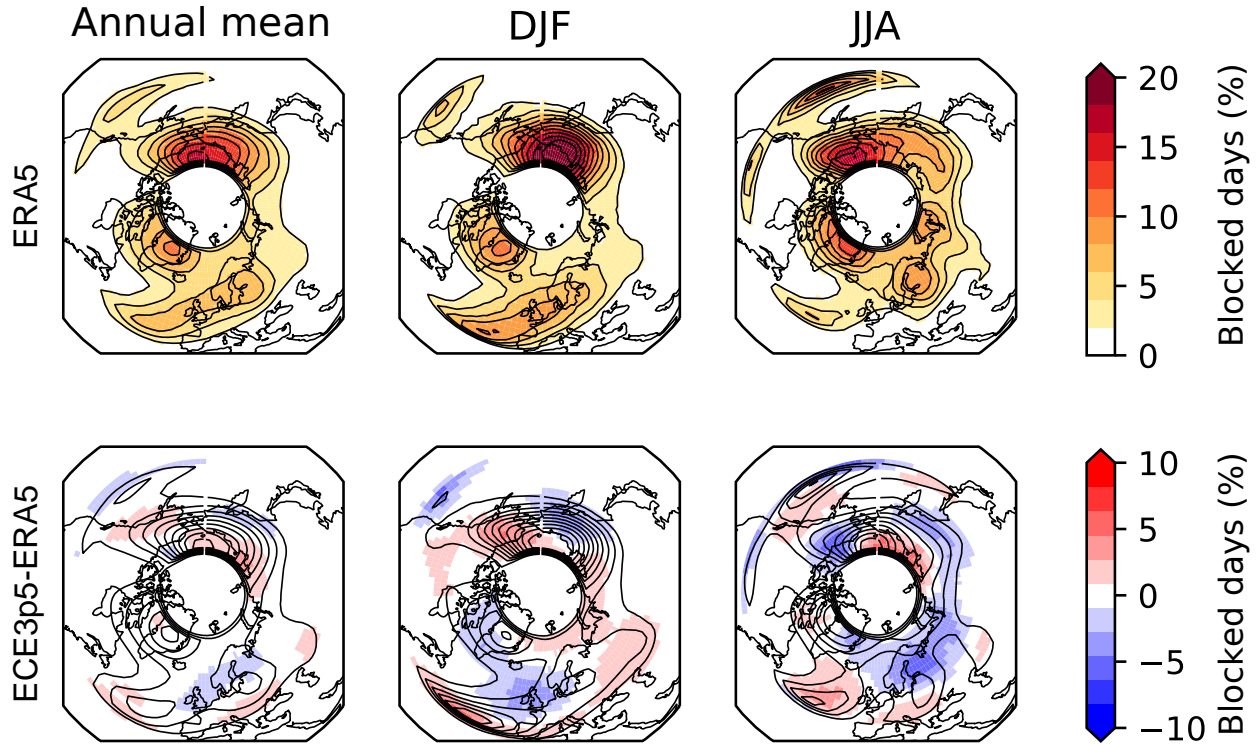 Annual mean
DJF
JJA
ERA5
20
15
10
5
0
Blocked days (%)
ECE3p5-ERA5
10
5
0
−5
−10
Blocked days (%)